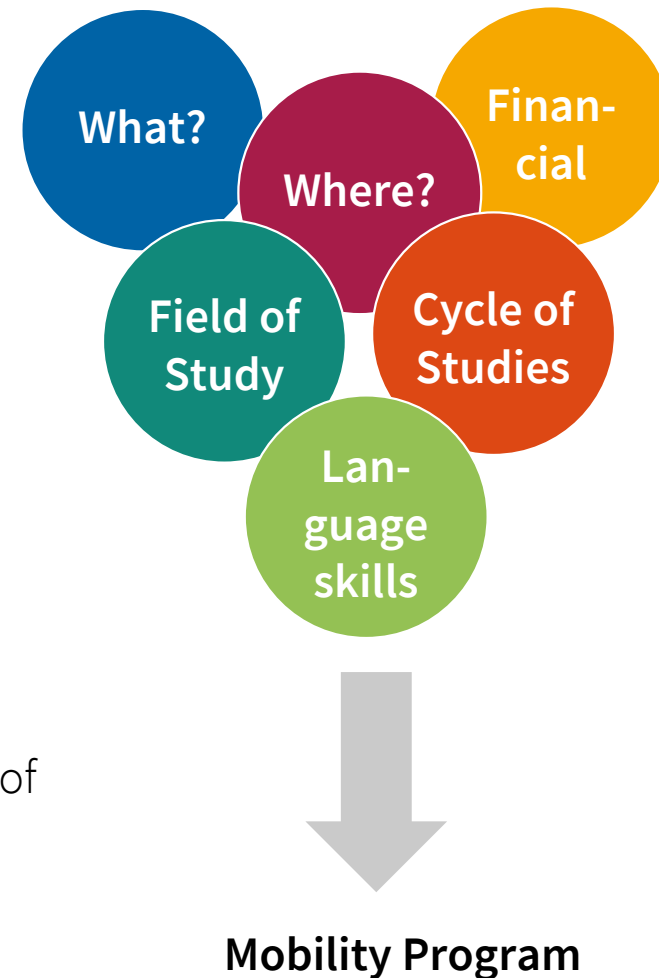 What?
Finan-
cial
Where?
Field of
Study
Cycle of
Studies
Lan-
guage
skills
of
Mobility Program